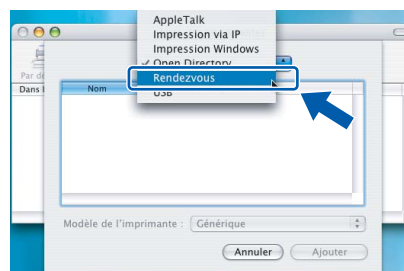 AppleTalk
Impression via IP
Impression Windows
✓ Open Directory
Rendezvous
USB
Par dé
Dans l
Nom
Modèle de l'imprimante : Générique
Annuler Ajouter